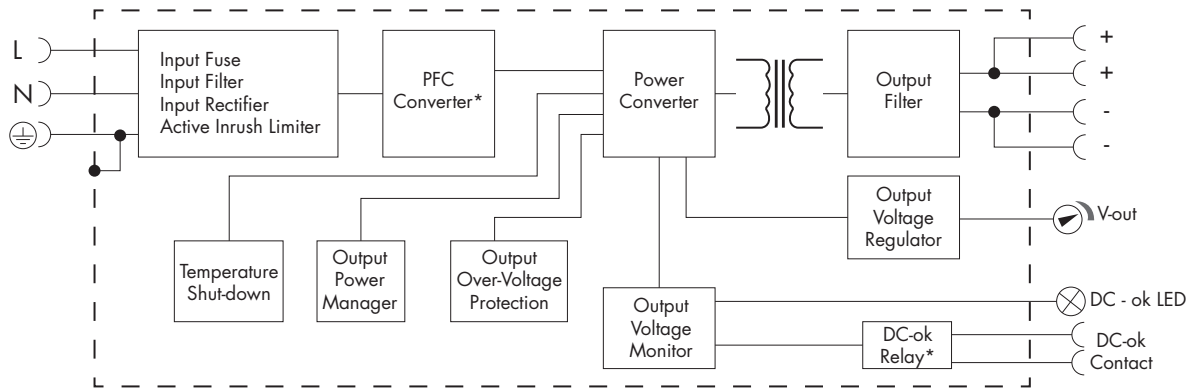 L
N
Input Fuse
Input Filter
Input Rectifier
Active Inrush Limiter
PFC
Converter*
Power
Converter
Output
Filter
+
+
-
-
Output
Voltage
Regulator
V-out
Temperature
Shut-down
Output
Power
Manager
Output
Over-Voltage
Protection
Output
Voltage
Monitor
DC - ok LED
DC-ok
Relay*
DC-ok
Contact